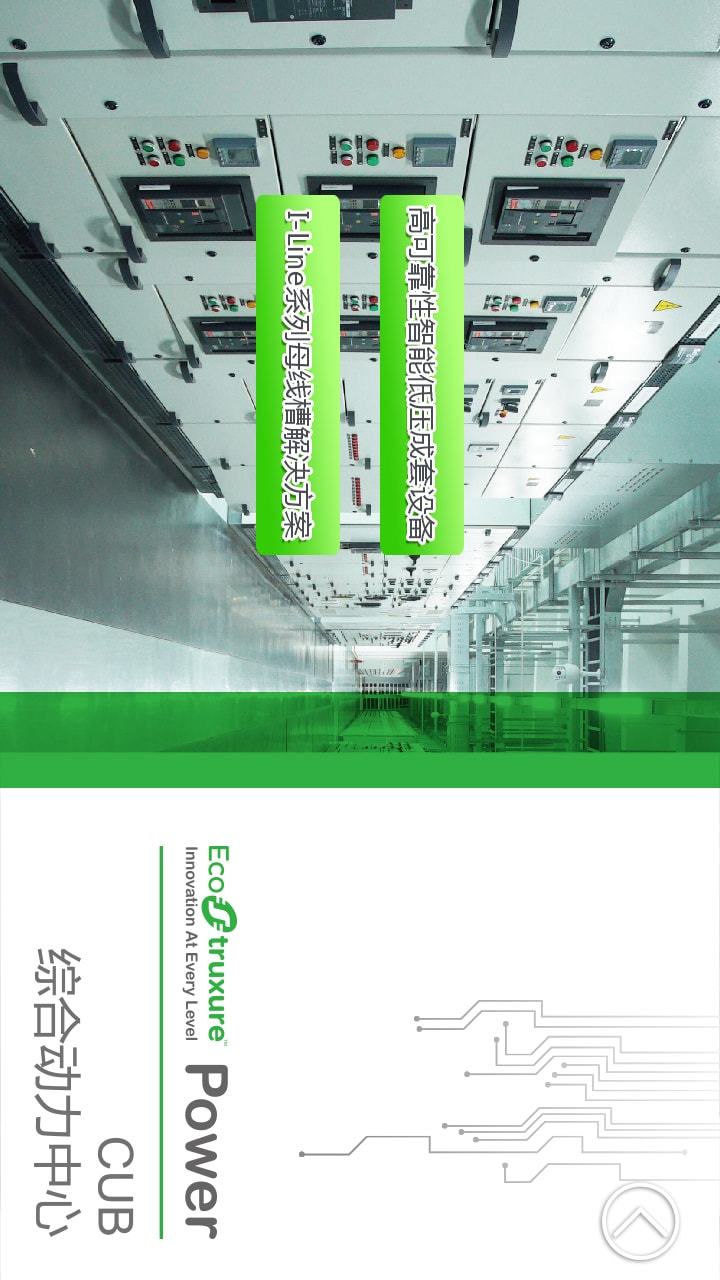 高可靠性智能低压成套设备
I-Line系列母线槽解决方案
EcoStruxure™ Power
Innovation At Every Level
CUB
综合动力中心